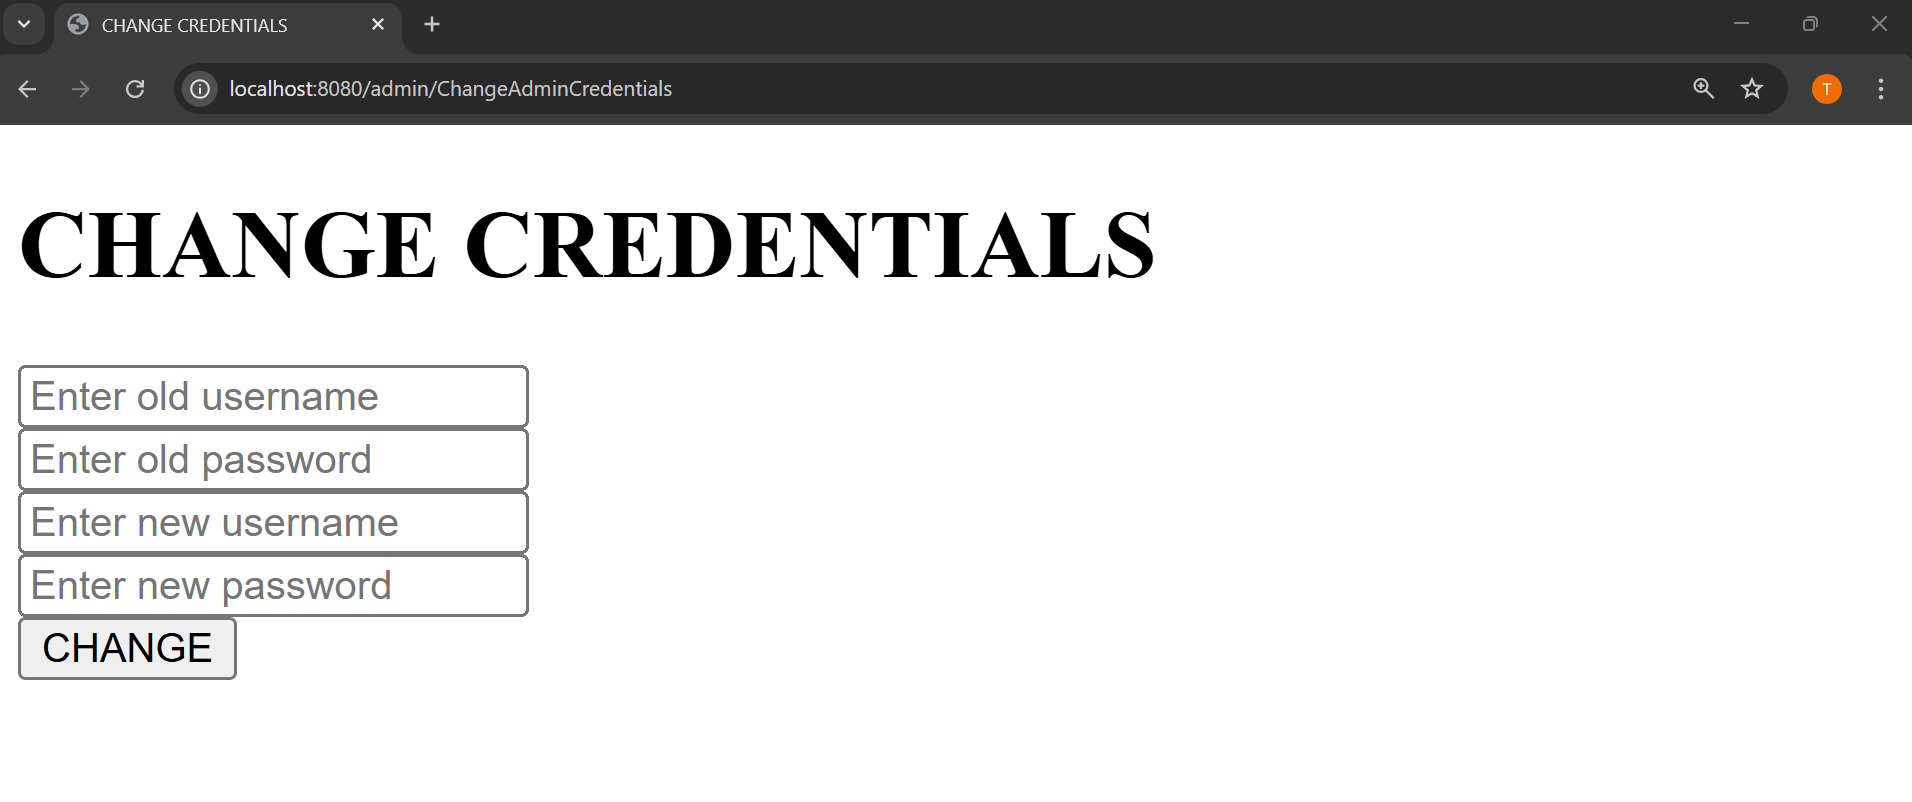 CHANGE CREDENTIALS
localhost:8080/admin/ChangeAdminCredentials
T
CHANGE CREDENTIALS
Enter old username
Enter old password
Enter new username
Enter new password
CHANGE